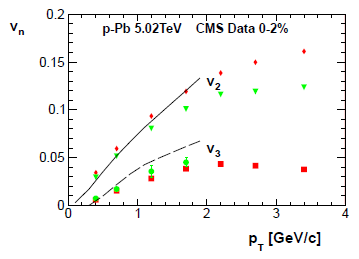 0.2
v_n
p-Pb 5.02TeV CMS Data 0-2%
0.15
0.1
v_2
v_3
0.05
0
0 1 2 3 4
p_T [GeV/c]